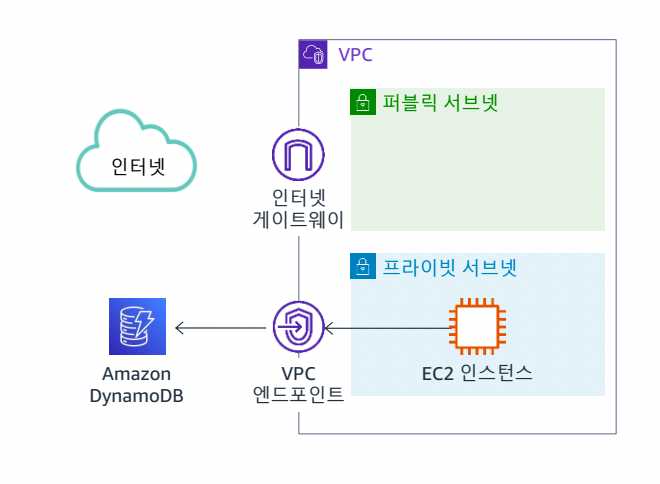 VPC
퍼블릭 서브넷
인터넷
인터넷
게이트웨이
프라이빗 서브넷
Amazon
DynamoDB
VPC
엔드포인트
EC2 인스턴스